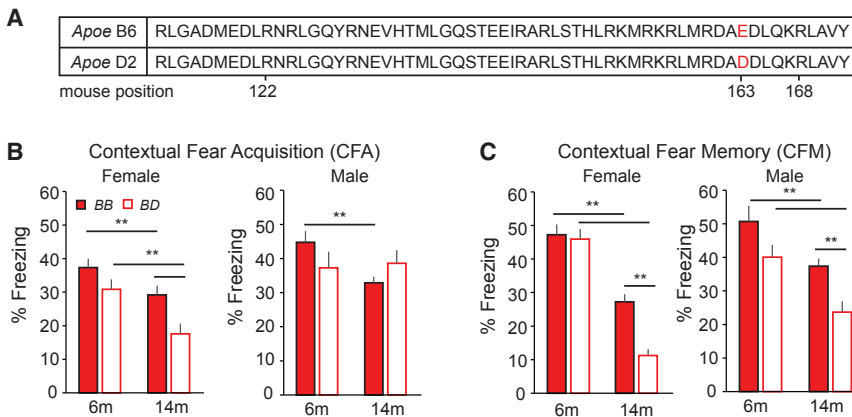 A
Apoe B6 RLGADMEDLRNRLGQYRNEVHTMLGQSTEEIRARLSTHLRKMRKRLMRDAEDLQKRLAVY
Apoe D2 RLGADMEDLRNRLGQYRNEVHTMLGQSTEEIRARLSTHLRKMRKRLMRDADDLQKRLAVY
mouse position 122 163 168
B Contextual Fear Acquisition (CFA)
Female Male
BB BD
% Freezing
60
50
40
30
20
10
0
**
**
6m 14m
% Freezing
60
50
40
30
20
10
0
**
6m 14m
C Contextual Fear Memory (CFM)
Female Male
% Freezing
60
50
40
30
20
10
0
**
**
6m 14m
% Freezing
60
50
40
30
20
10
0
**
**
6m 14m